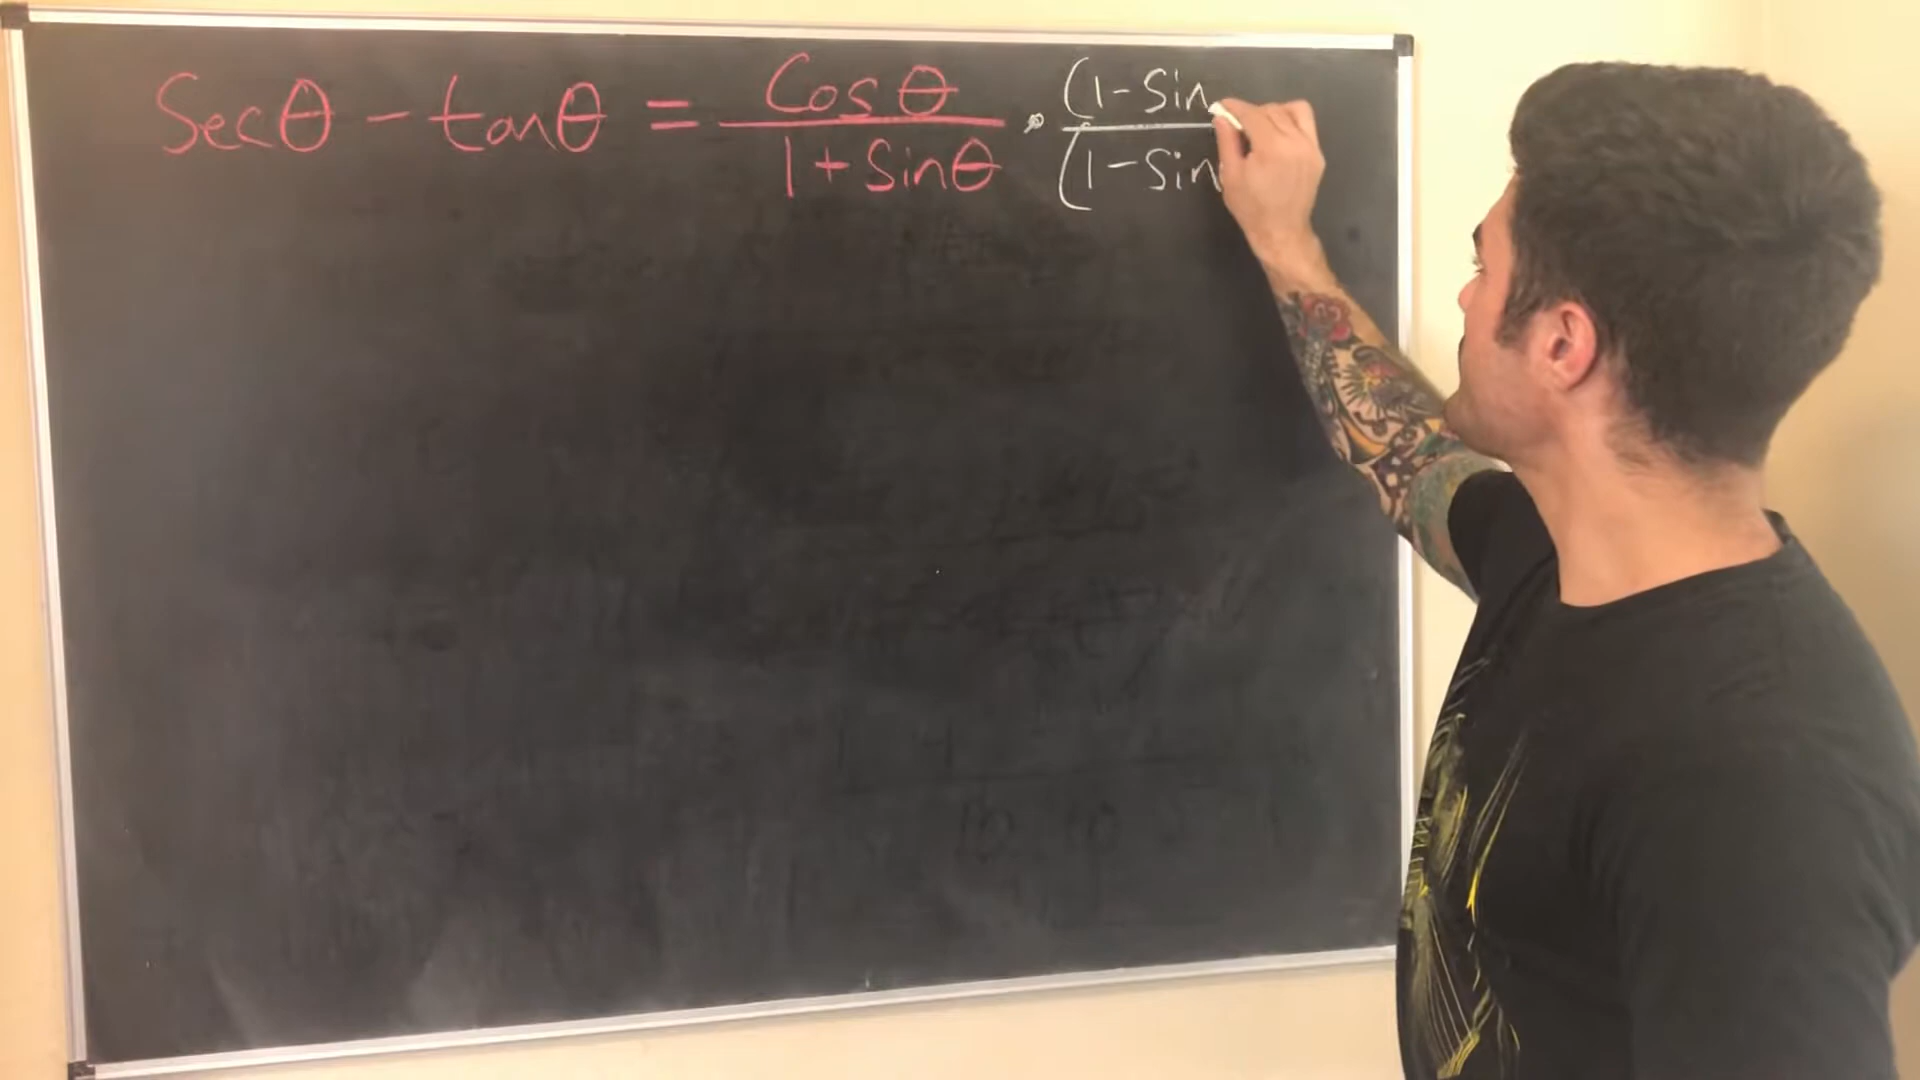 Secθ - tanθ = Cosθ / 1 + Sinθ · (1 - Sin / (1 - Sin